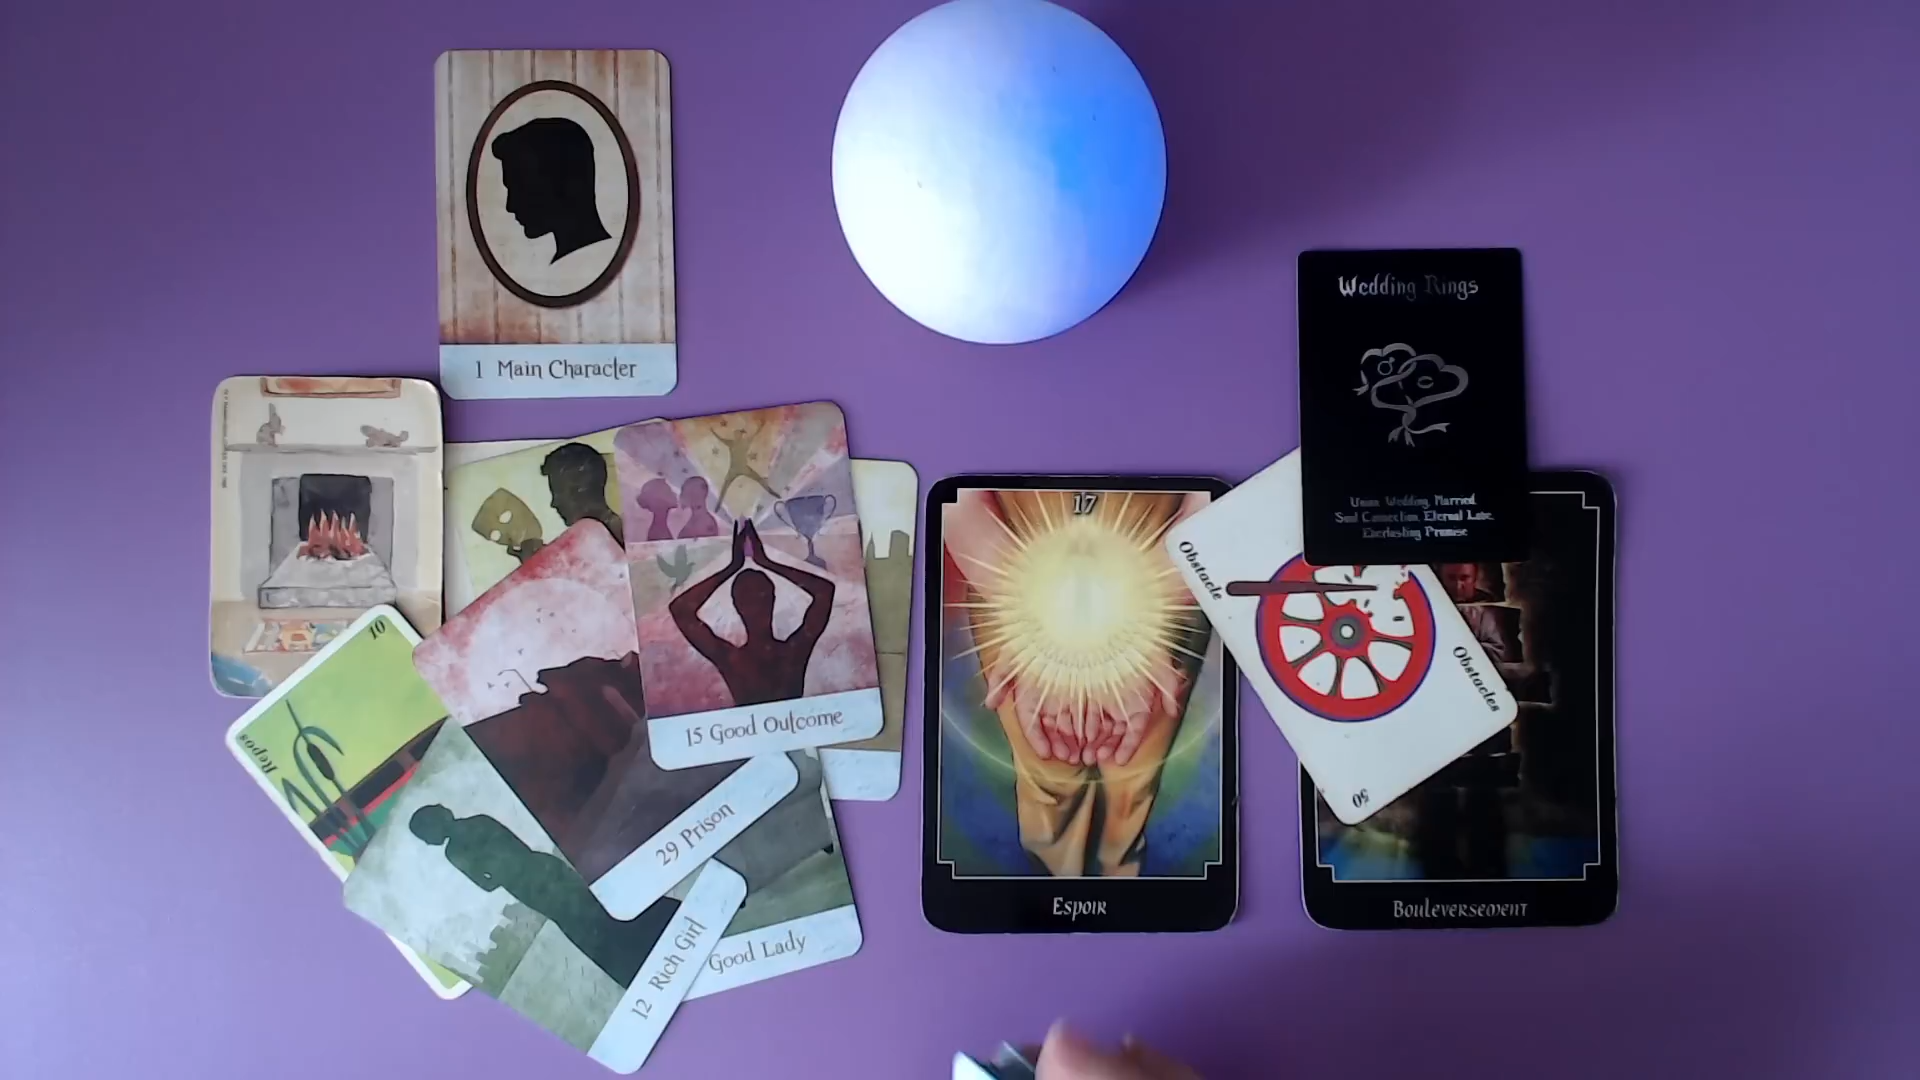 1 Main Character
Wedding Rings
Union, Wedding, Married,
Soul Connection, Eternal Love,
Everlasting Promise
17
Obstacle
Obstacles
50
10
Repos
15 Good Outcome
29 Prison
12 Rich Girl
Good Lady
Espoir
Bouleversement